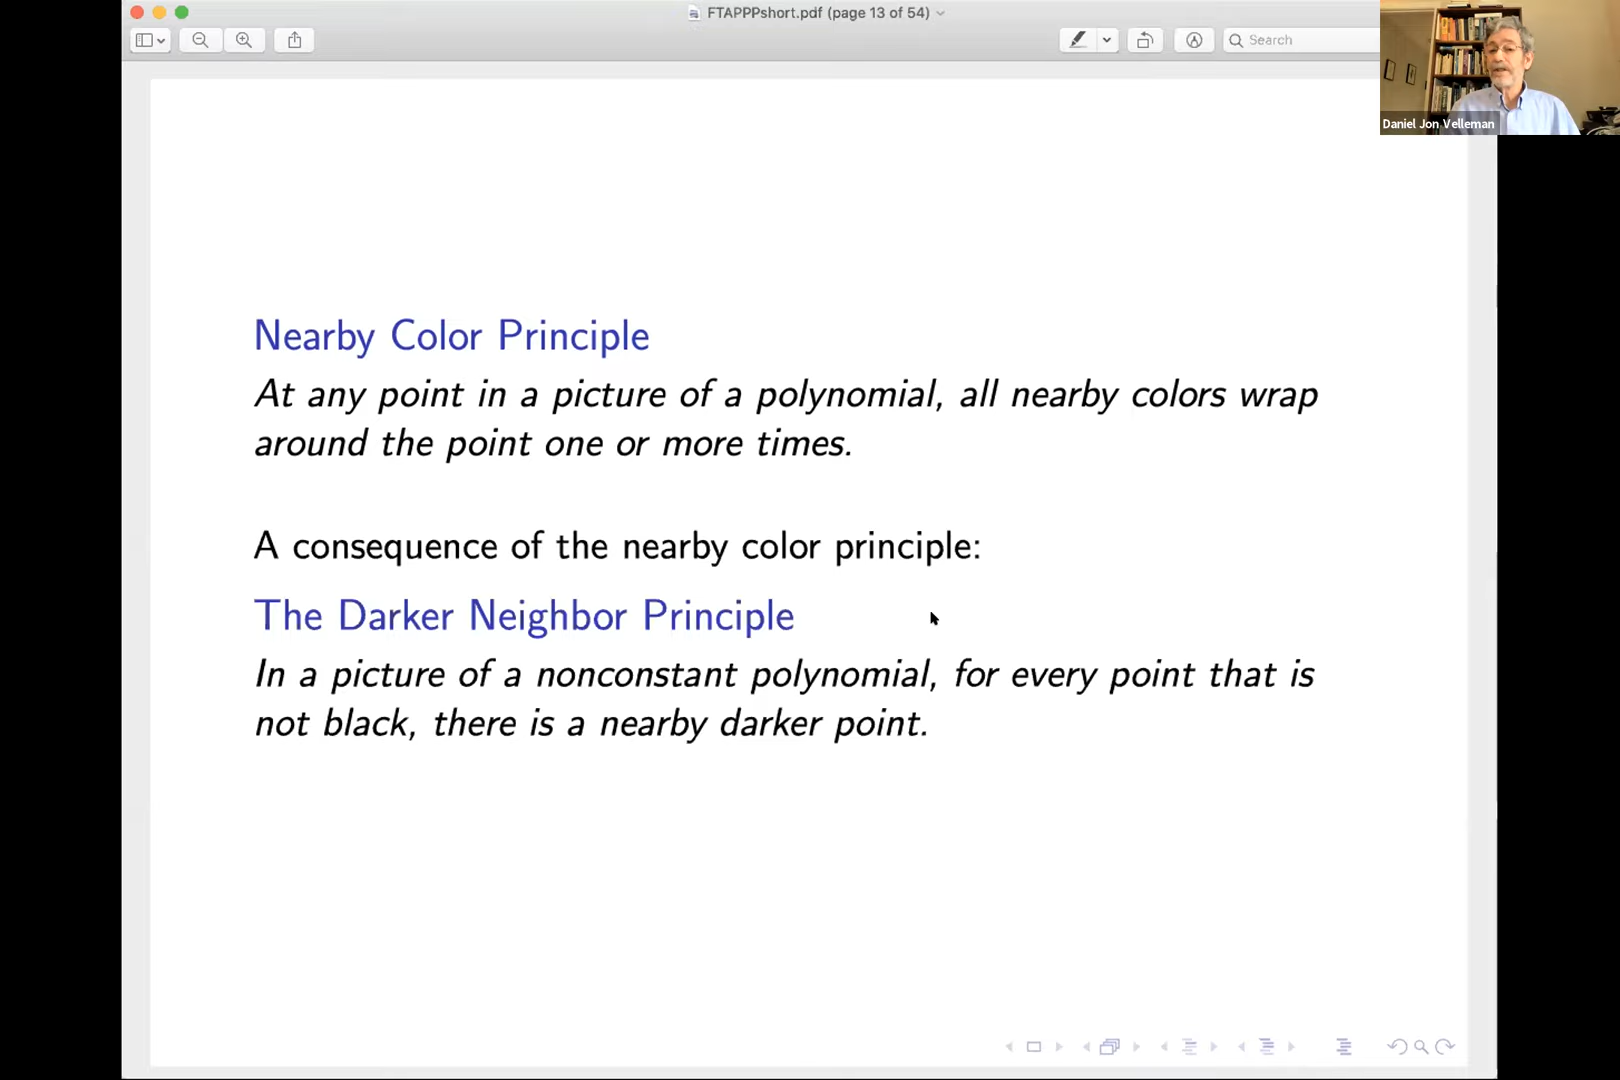 FTAPPPshort.pdf (page 13 of 54)
Search
Daniel Jon Velleman
Nearby Color Principle
At any point in a picture of a polynomial, all nearby colors wrap
around the point one or more times.
A consequence of the nearby color principle:
The Darker Neighbor Principle
In a picture of a nonconstant polynomial, for every point that is
not black, there is a nearby darker point.